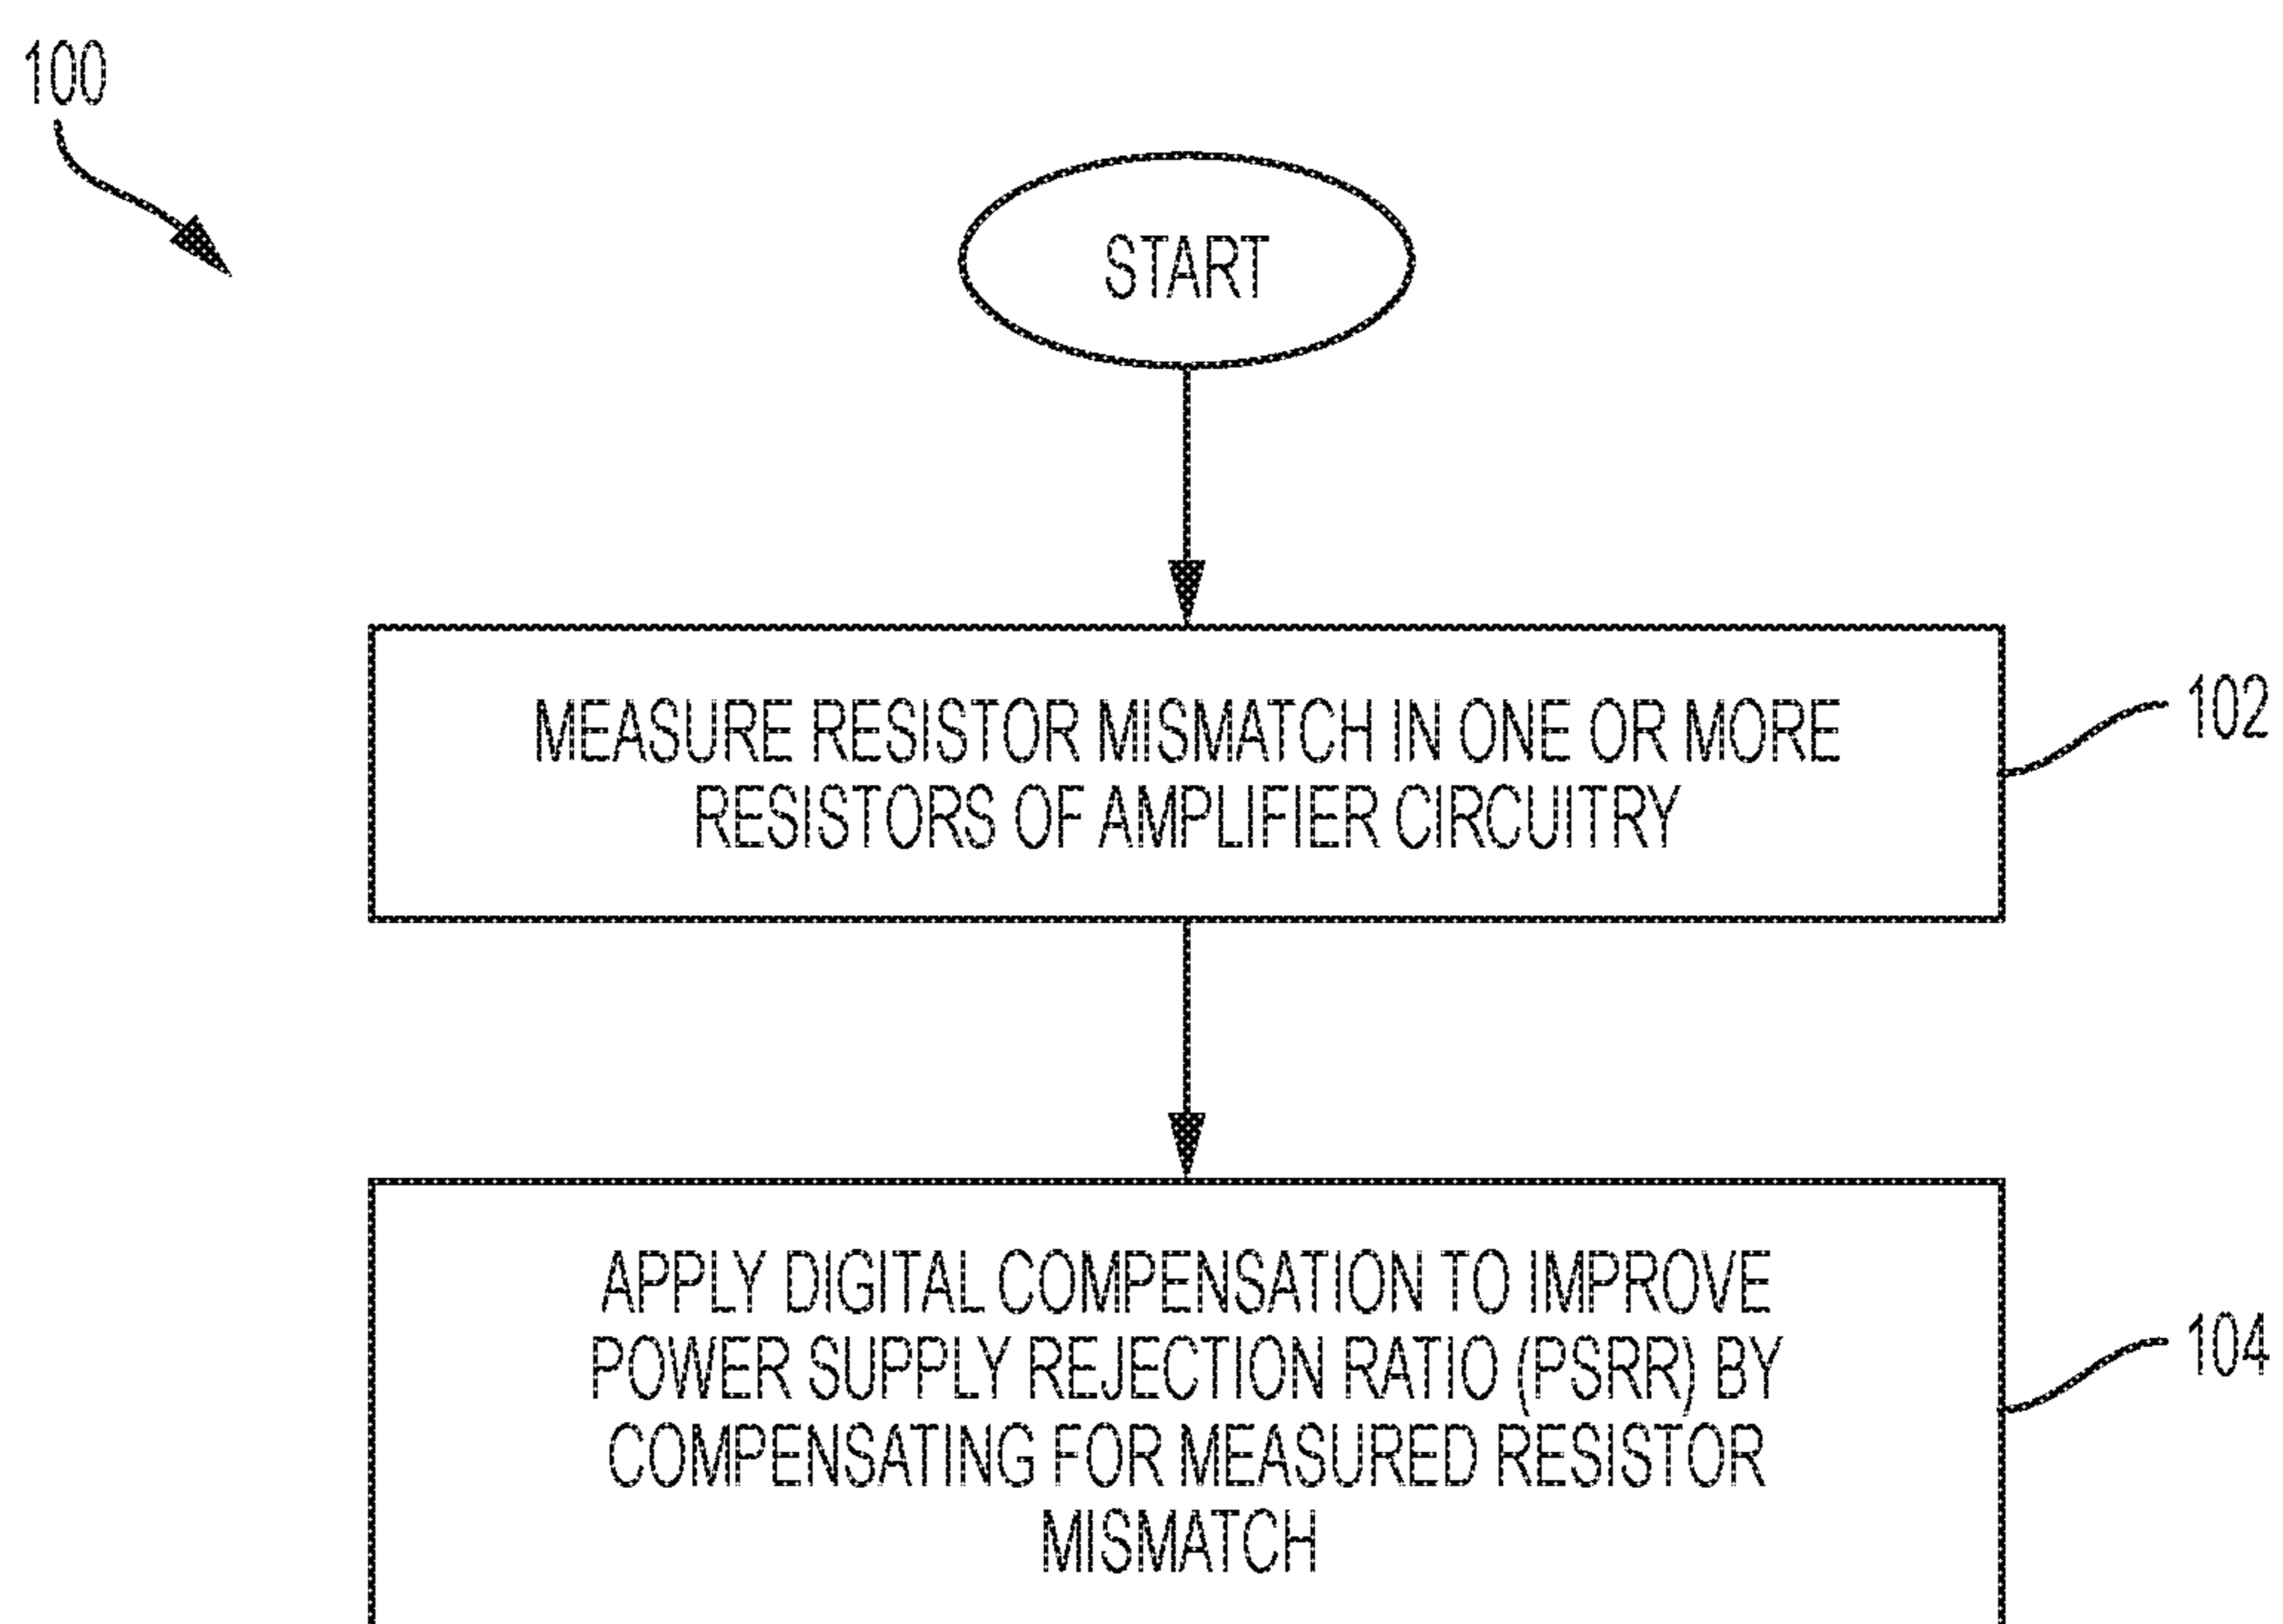 100
START
MEASURE RESISTOR MISMATCH IN ONE OR MORE
RESISTORS OF AMPLIFIER CIRCUITRY
102
APPLY DIGITAL COMPENSATION TO IMPROVE
POWER SUPPLY REJECTION RATIO (PSRR) BY
COMPENSATING FOR MEASURED RESISTOR
MISMATCH
104